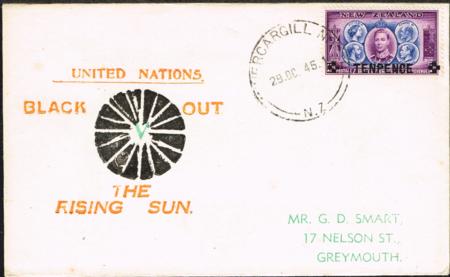 UNITED NATIONS,
BLACK OUT
V
THE
RISING SUN.
ERCARGILL
29.OC.45.
N.Z.
NEW ZEALAND
TENPENCE
MR. G. D. SMART,
17 NELSON ST.,
GREYMOUTH.